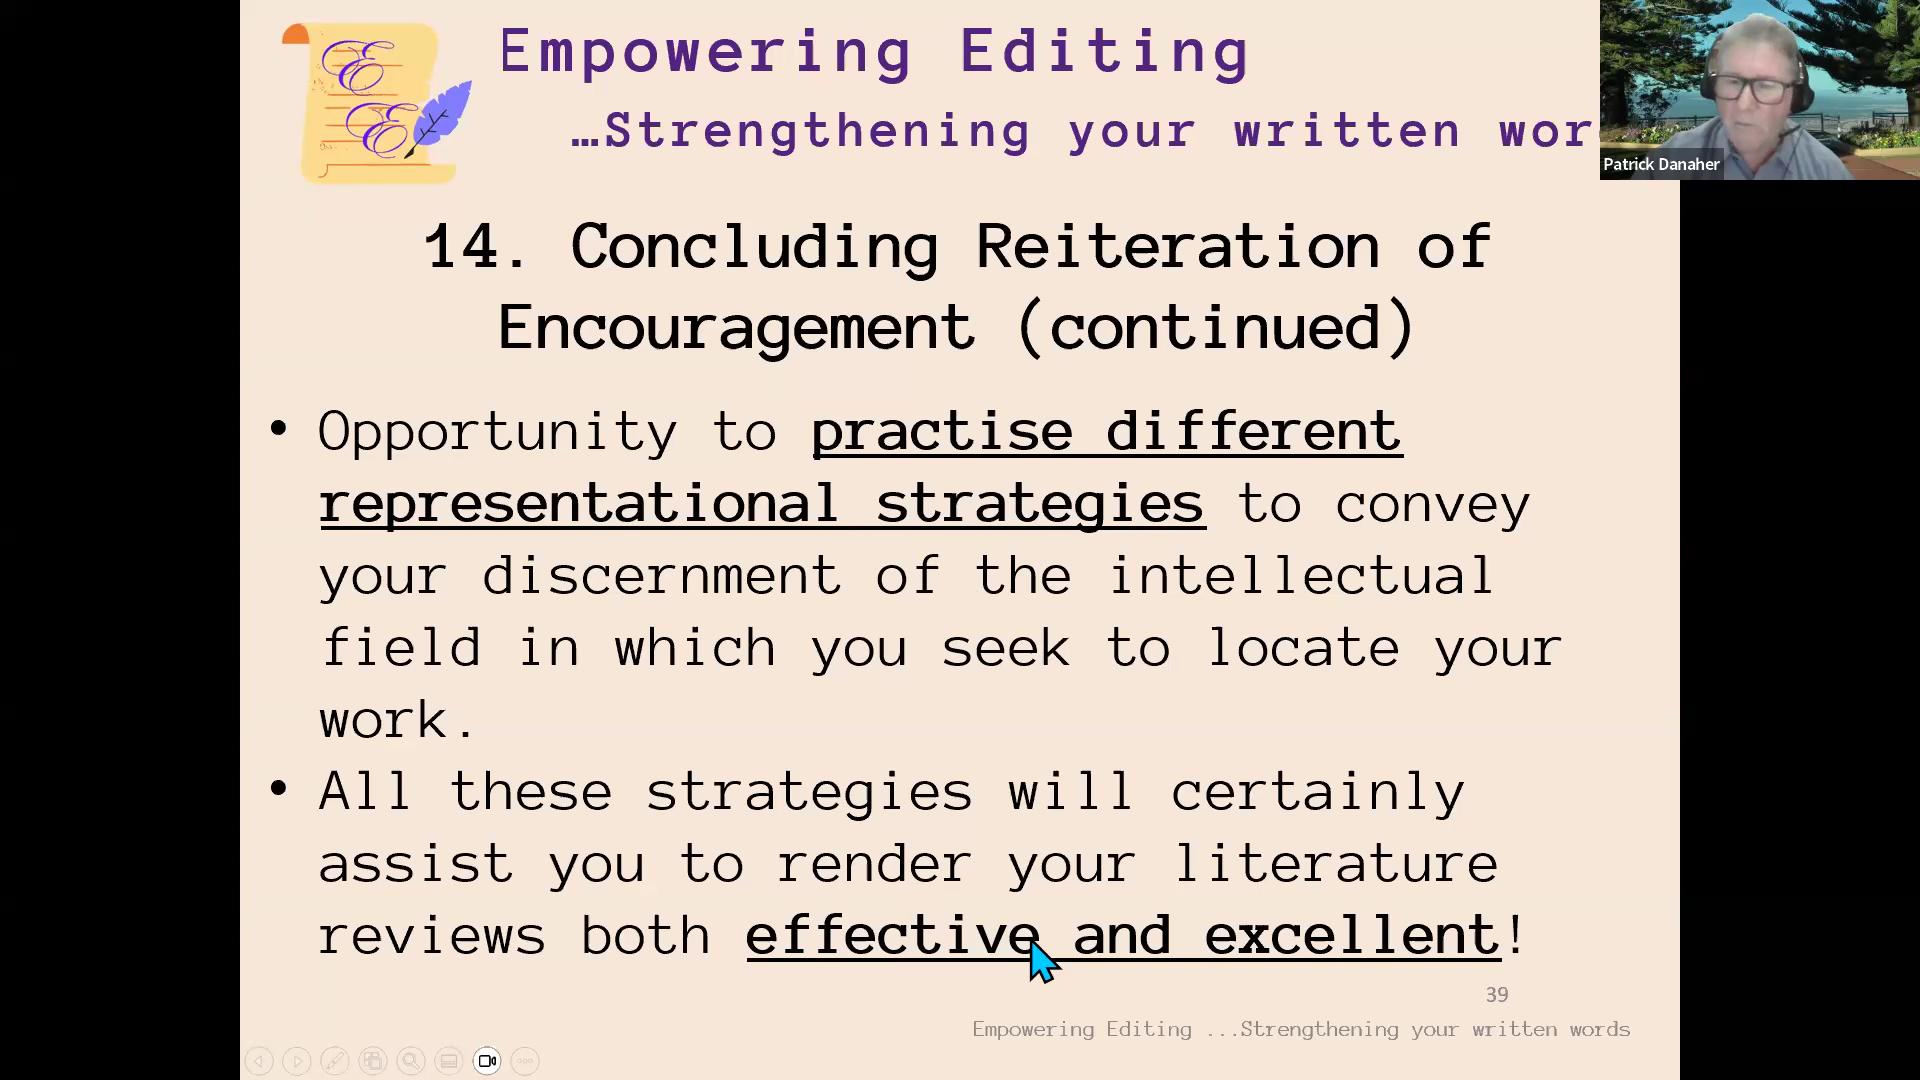 Empowering Editing
…Strengthening your written wor
Patrick Danaher
14. Concluding Reiteration of
Encouragement (continued)
• Opportunity to practise different
representational strategies to convey
your discernment of the intellectual
field in which you seek to locate your
work.
• All these strategies will certainly
assist you to render your literature
reviews both effective and excellent!
39
Empowering Editing ...Strengthening your written words
EE